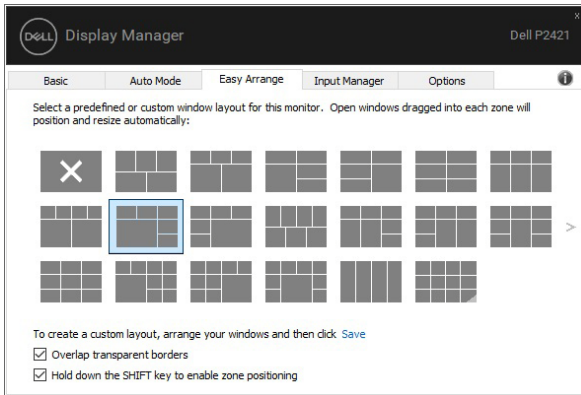 DELL Display Manager
Dell P2421
Basic
Auto Mode
Easy Arrange
Input Manager
Options
Select a predefined or custom window layout for this monitor. Open windows dragged into each zone will
position and resize automatically:
To create a custom layout, arrange your windows and then click Save
Overlap transparent borders
Hold down the SHIFT key to enable zone positioning